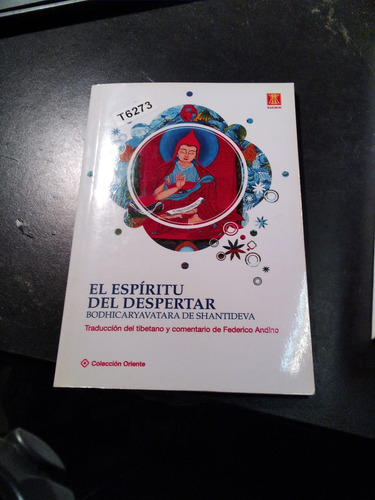 T6273
EL ESPÍRITU
DEL DESPERTAR
BODHICARYAVATARA DE SHANTIDEVA
Traducción del tibetano y comentario de Federico Andino
Colección Oriente